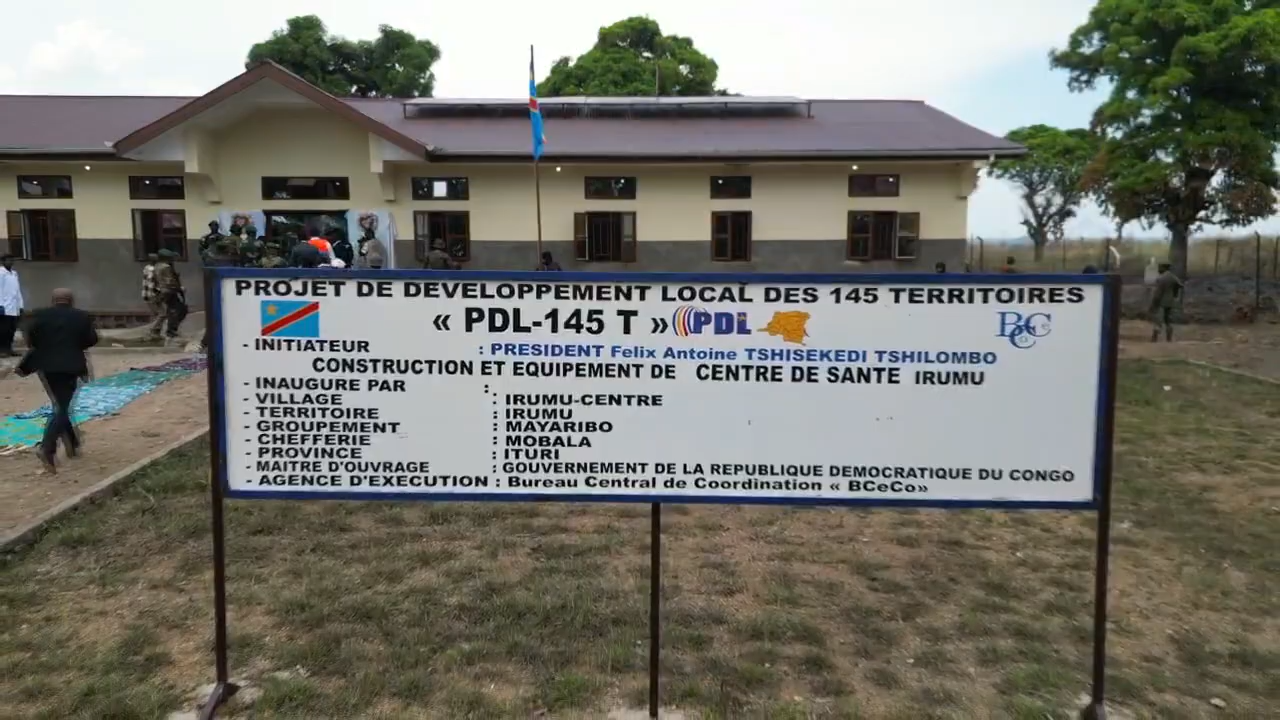 PROJET DE DEVELOPPEMENT LOCAL DES 145 TERRITOIRES
« PDL-145 T » PDL BCeCo
- INITIATEUR : PRESIDENT Felix Antoine TSHISEKEDI TSHILOMBO
CONSTRUCTION ET EQUIPEMENT DE CENTRE DE SANTE IRUMU
- INAUGURE PAR :
- VILLAGE : IRUMU-CENTRE
- TERRITOIRE : IRUMU
- GROUPEMENT : MAYARIBO
- CHEFFERIE : MOBALA
- PROVINCE : ITURI
- MAITRE D'OUVRAGE : GOUVERNEMENT DE LA REPUBLIQUE DEMOCRATIQUE DU CONGO
- AGENCE D'EXECUTION : Bureau Central de Coordination « BCeCo»